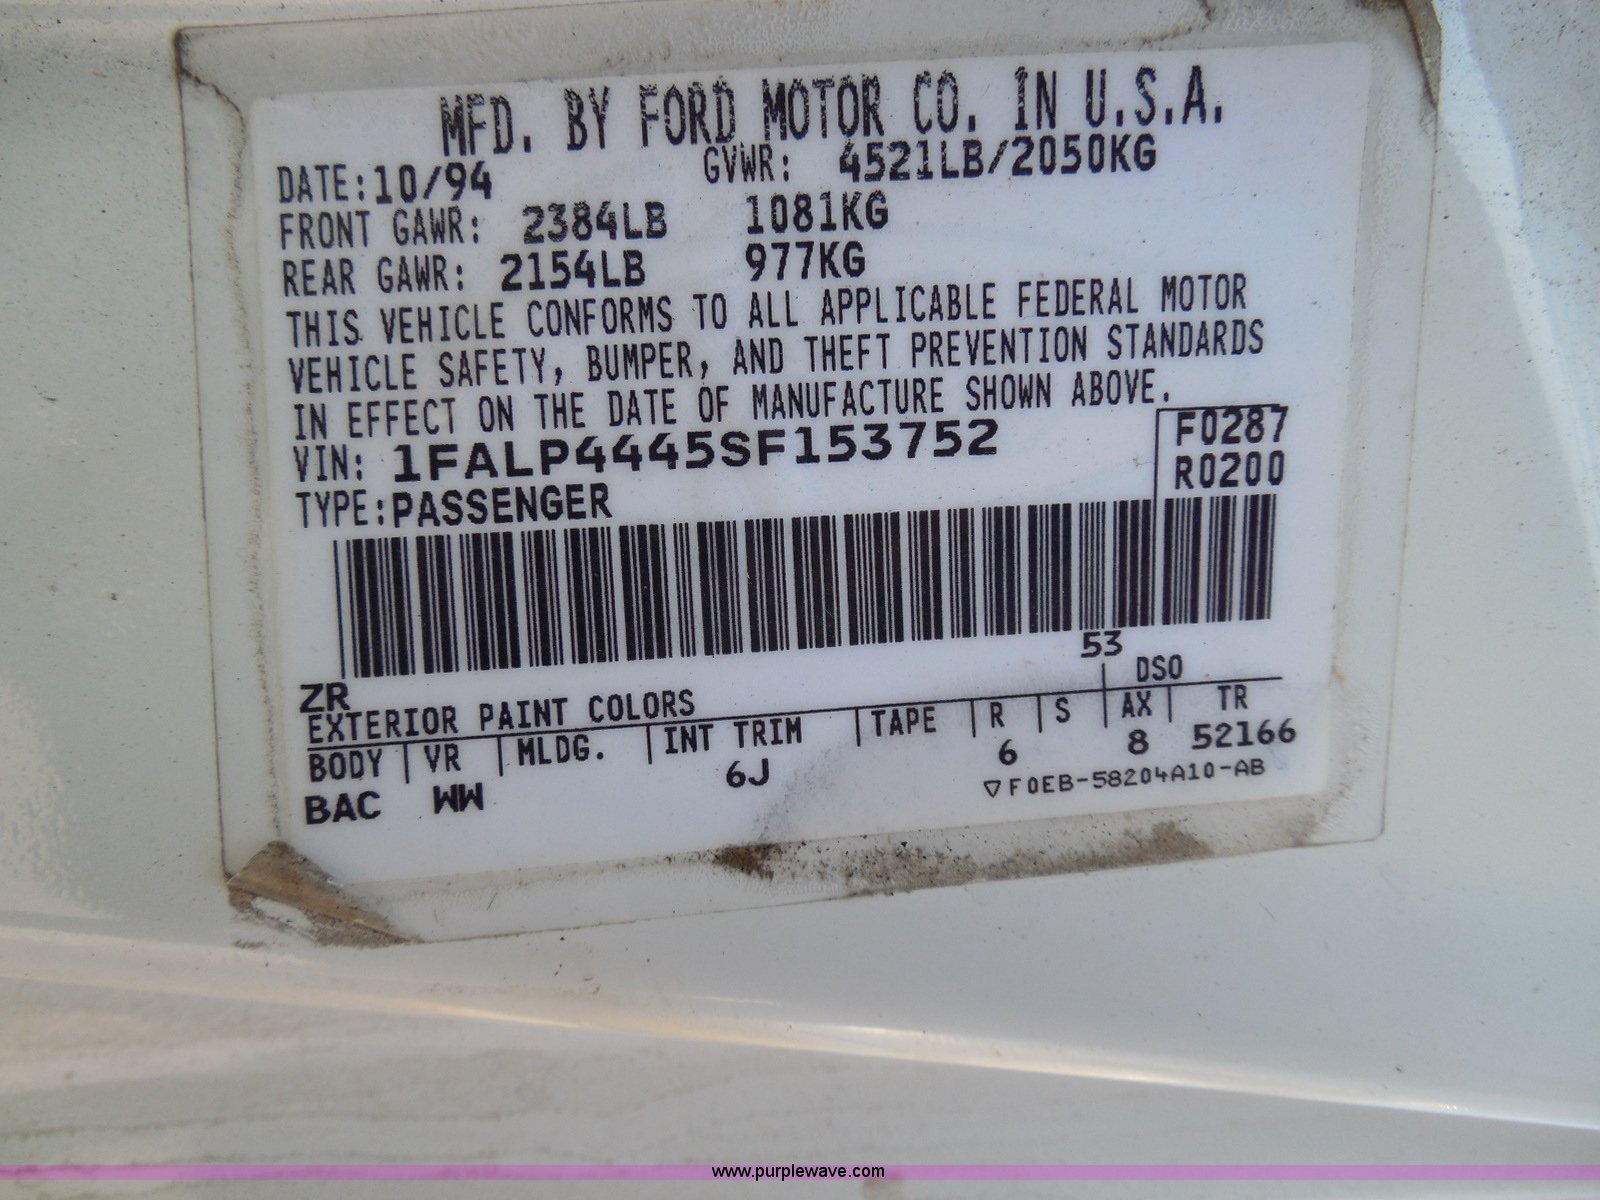 MFD. BY FORD MOTOR CO. IN U.S.A.
DATE:10/94 GVWR: 4521LB/2050KG
FRONT GAWR: 2384LB 1081KG
REAR GAWR: 2154LB 977KG
THIS VEHICLE CONFORMS TO ALL APPLICABLE FEDERAL MOTOR
VEHICLE SAFETY, BUMPER, AND THEFT PREVENTION STANDARDS
IN EFFECT ON THE DATE OF MANUFACTURE SHOWN ABOVE.
VIN: 1FALP4445SF153752 F0287
TYPE:PASSENGER R0200
53
ZR DSO
EXTERIOR PAINT COLORS
BODY VR MLDG. INT TRIM TAPE R S AX TR
BAC WW 6J 6 8 52166
▽F0EB-58204A10-AB
www.purplewave.com